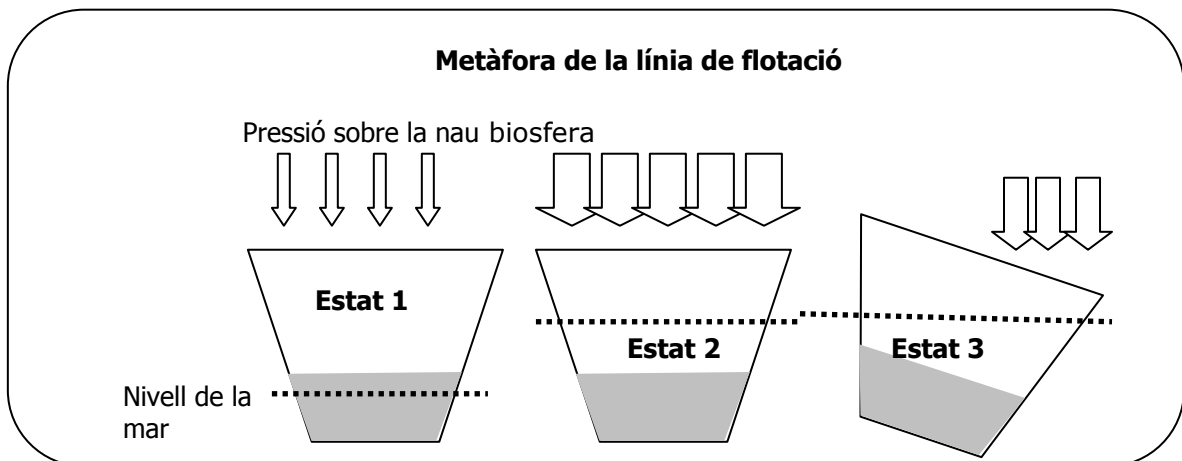 Metàfora de la línia de flotació
Pressió sobre la nau biosfera
Estat 1
Estat 2
Estat 3
Nivell de la
mar